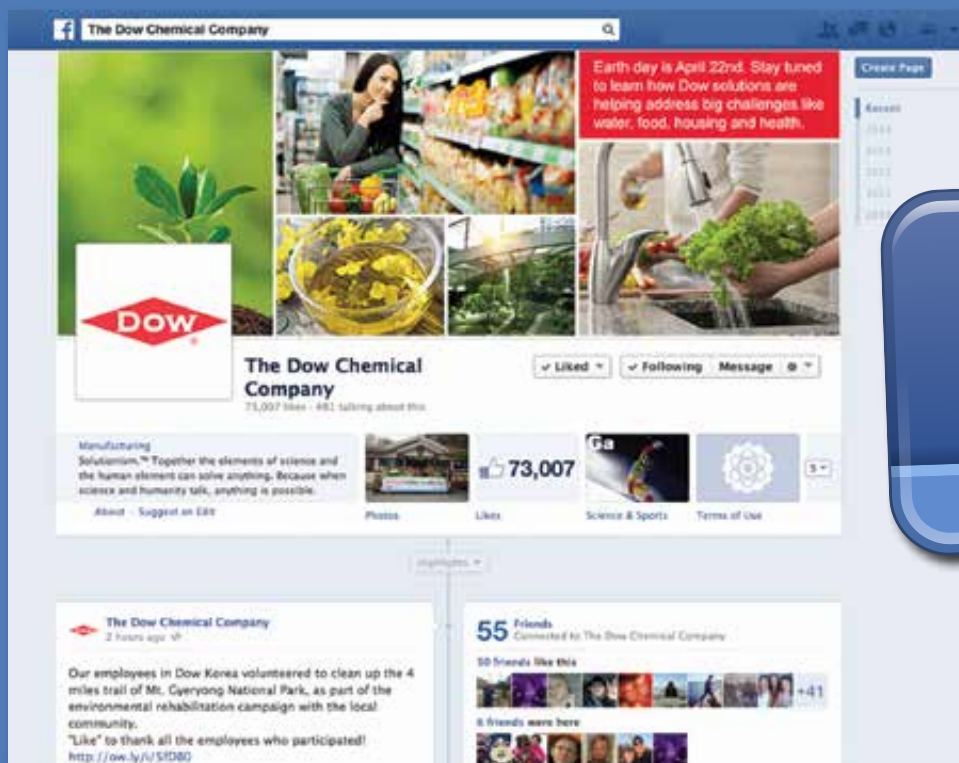 The Dow Chemical Company
Earth day is April 22nd. Stay tuned
to learn how Dow solutions are
helping address big challenges like
water, food, housing and health.
Create Page
Recent
2014
2013
2012
2011
DOW
The Dow Chemical
Company
73,007 likes · 481 talking about this
✓ Liked
✓ Following
Message
Manufacturing
Solutionism.™ Together the elements of science and
the human element can solve anything. Because when
science and humanity talk, anything is possible.
About · Suggest an Edit
Photos
73,007
Likes
Ga
Science & Sports
Terms of Use
5
Highlights
The Dow Chemical Company
2 hours ago
Our employees in Dow Korea volunteered to clean up the 4
miles trail of Mt. Gyeryong National Park, as part of the
environmental rehabilitation campaign with the local
community.
"Like" to thank all the employees who participated!
55 Friends
Connected to The Dow Chemical Company
50 friends like this
+41
6 friends were here